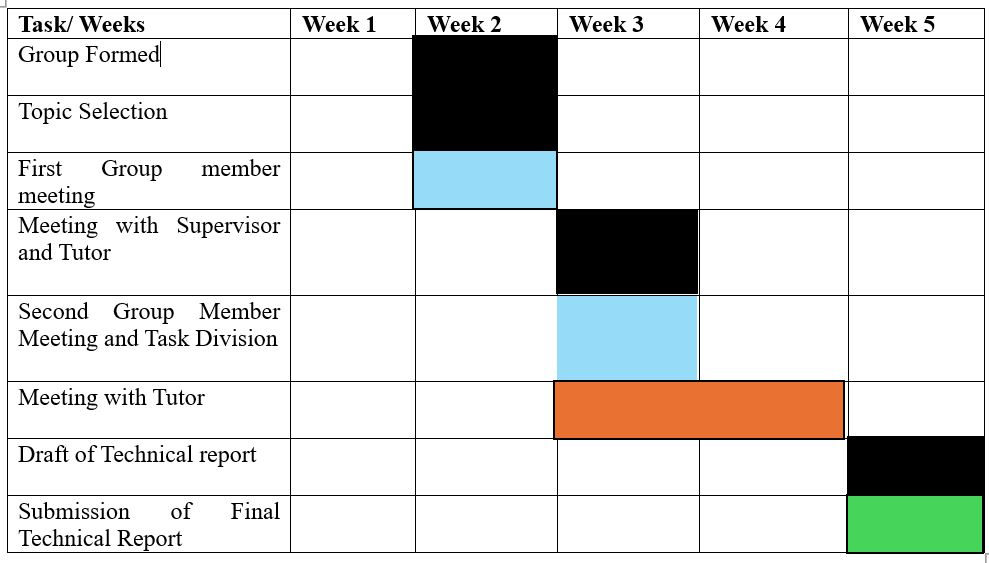 Task/ Weeks Week 1 Week 2 Week 3 Week 4 Week 5
Group Formed
Topic Selection
First Group member
meeting
Meeting with Supervisor
and Tutor
Second Group Member
Meeting and Task Division
Meeting with Tutor
Draft of Technical report
Submission of Final
Technical Report